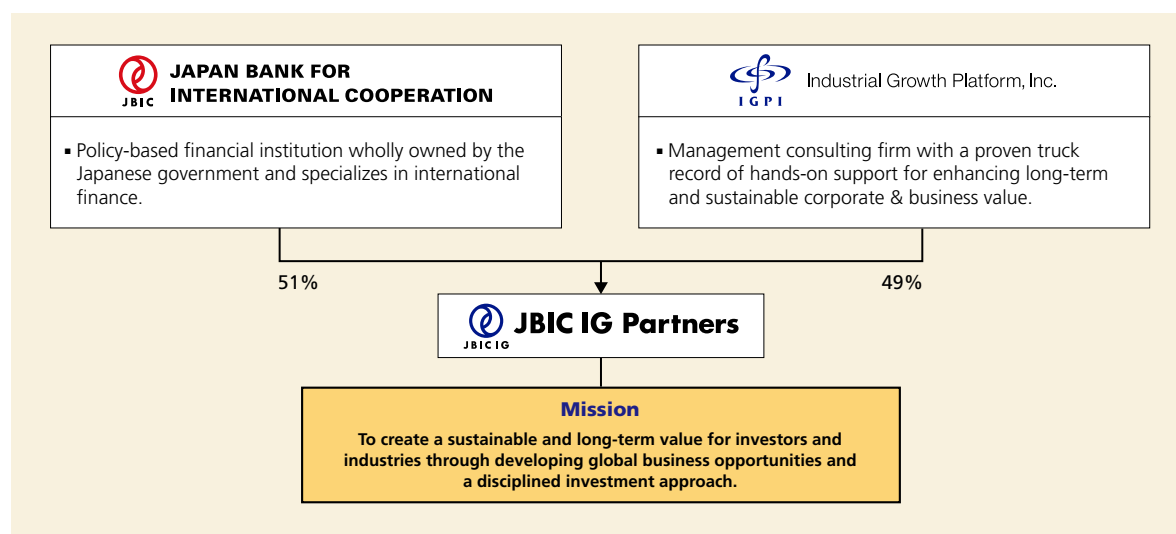 JBIC
JAPAN BANK FOR
INTERNATIONAL COOPERATION
▪ Policy-based financial institution wholly owned by the
Japanese government and specializes in international
finance.
IGPI
Industrial Growth Platform, Inc.
▪ Management consulting firm with a proven truck
record of hands-on support for enhancing long-term
and sustainable corporate & business value.
51%
49%
JBIC IG
JBIC IG Partners
Mission
To create a sustainable and long-term value for investors and
industries through developing global business opportunities and
a disciplined investment approach.